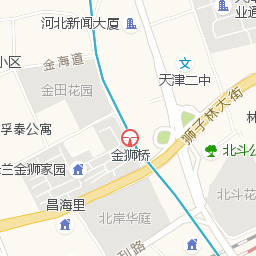 河北新闻大厦
业通
金海道
小区
天津二中
金田花园
狮子林大街
林
孚泰公寓
金狮桥
北斗公
兰金狮家园
北斗花
昌海里
北岸华庭
利路